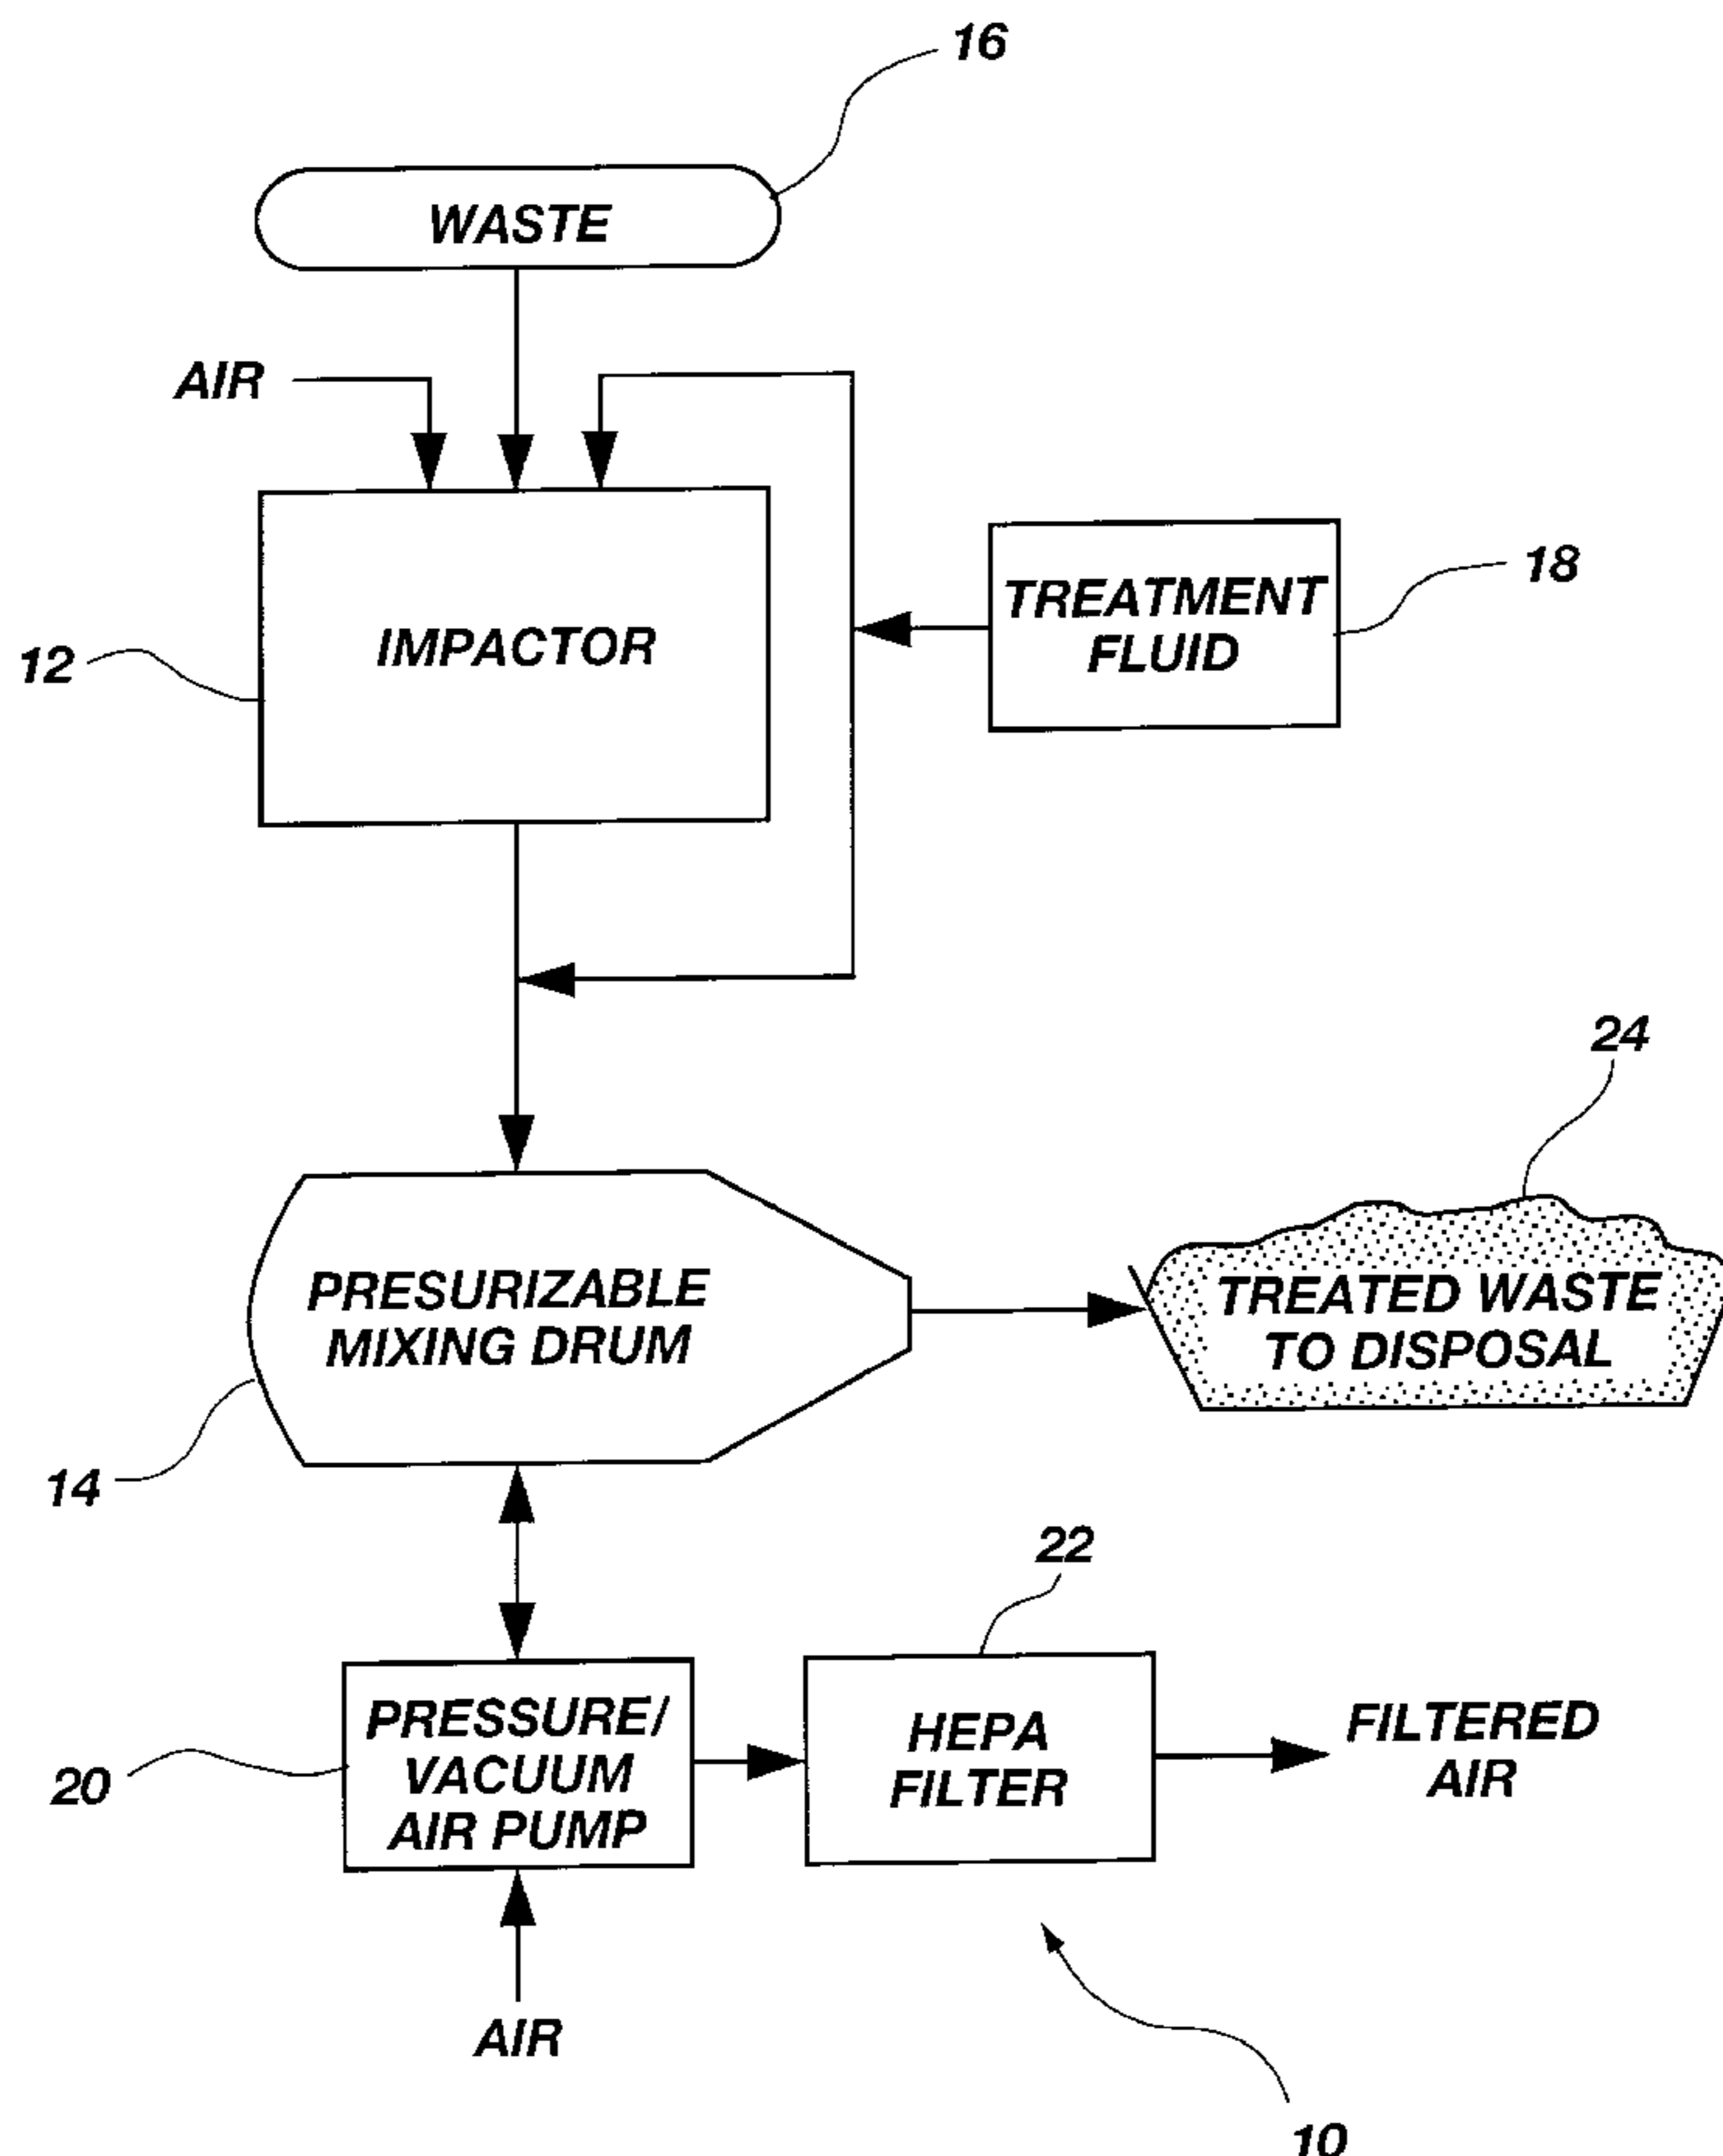 16
WASTE
AIR
IMPACTOR
12
TREATMENT
FLUID
18
24
PRESURIZABLE
MIXING DRUM
TREATED WASTE
TO DISPOSAL
14
22
PRESSURE/
VACUUM
AIR PUMP
20
HEPA
FILTER
FILTERED
AIR
AIR
10